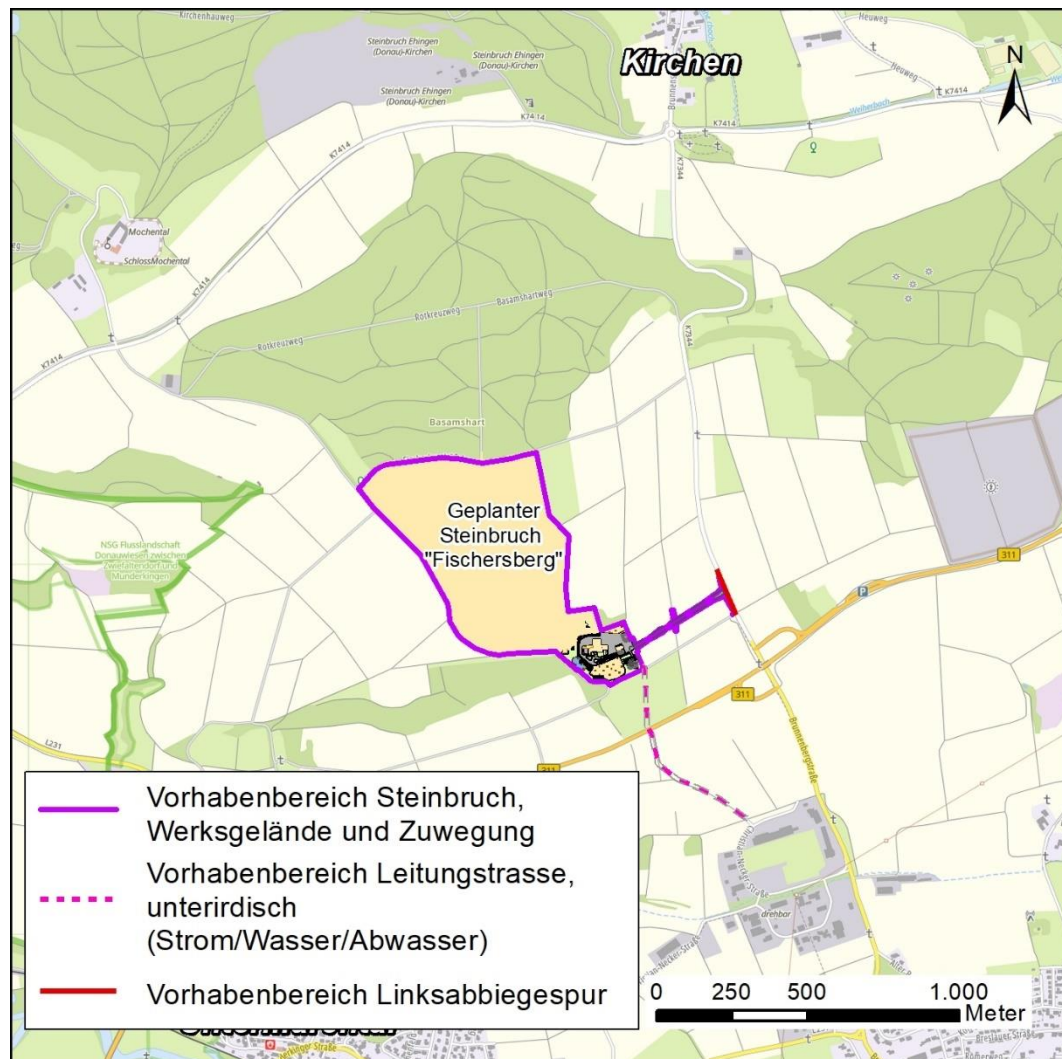 Kirchenhauweg
Steinbruch Ehingen
(Donau)-Kirchen
Steinbruch Ehingen
(Donau)-Kirchen
Steinbruch Ehingen
(Donau)-Kirchen
Kirchen
Heuweg
Heuweg
N
Weiherbach
K7414
K7414
K7414
K7414
K7344
Mochental
SchlossMochental
K7414
K7414
Rotkreuzweg
Basamshartweg
Rotkreuzweg
K7344
Basamshart
Geplanter
Steinbruch
"Fischersberg"
NSG Flusslandschaft
Donauwiesen zwischen
Zwiefaltendorf und
Munderkingen
311
P
311
311
L231
Brunnenbergstraße
Vorhabenbereich Steinbruch,
Werksgelände und Zuwegung
Vorhabenbereich Leitungstrasse,
unterirdisch
(Strom/Wasser/Abwasser)
Vorhabenbereich Linksabbiegespur
drehbar
0 250 500 1.000
Meter